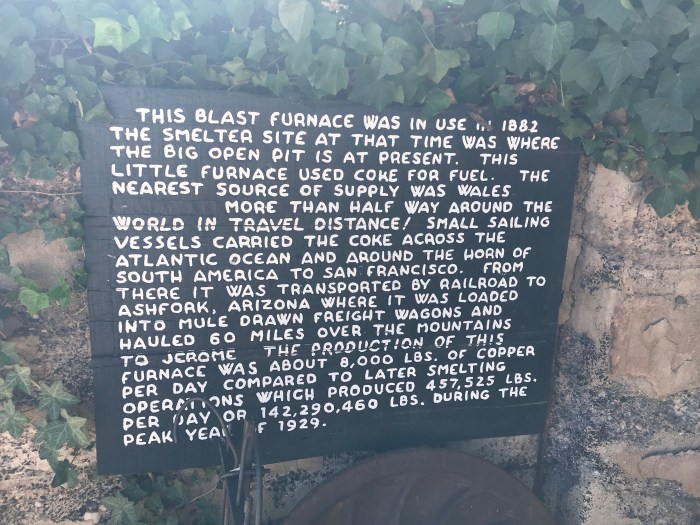 THIS BLAST FURNACE WAS IN USE IN 1882
THE SMELTER SITE AT THAT TIME WAS WHERE
THE BIG OPEN PIT IS AT PRESENT. THIS
LITTLE FURNACE USED COKE FOR FUEL. THE
NEAREST SOURCE OF SUPPLY WAS WALES
MORE THAN HALF WAY AROUND THE
WORLD IN TRAVEL DISTANCE! SMALL SAILING
VESSELS CARRIED THE COKE ACROSS THE
ATLANTIC OCEAN AND AROUND THE HORN OF
SOUTH AMERICA TO SAN FRANCISCO. FROM
THERE IT WAS TRANSPORTED BY RAILROAD TO
ASHFORK, ARIZONA WHERE IT WAS LOADED
INTO MULE DRAWN FREIGHT WAGONS AND
HAULED 60 MILES OVER THE MOUNTAINS
TO JEROME THE PRODUCTION OF THIS
FURNACE WAS ABOUT 8,000 LBS. OF COPPER
PER DAY COMPARED TO LATER SMELTING
OPERATIONS WHICH PRODUCED 457,525 LBS.
PER DAY OR 142,290,460 LBS. DURING THE
PEAK YEAR OF 1929.